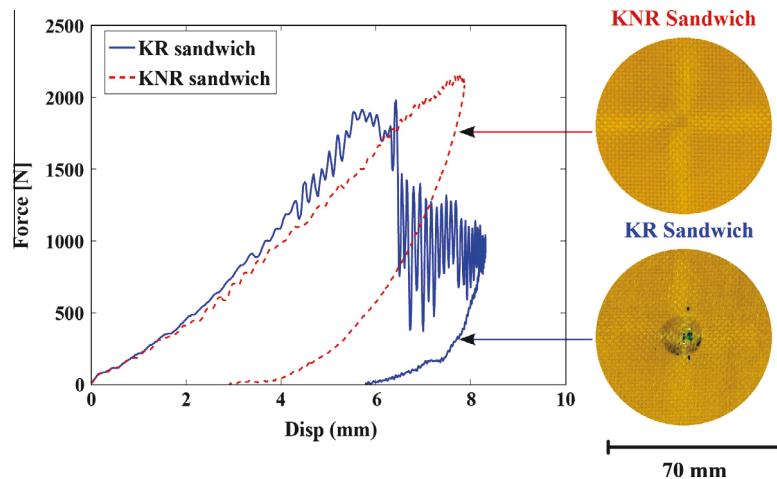 KR sandwich
KNR sandwich
Force [N]
2500
2000
1500
1000
500
0
0
2
4
6
8
10
Disp (mm)
KNR Sandwich
KR Sandwich
70 mm